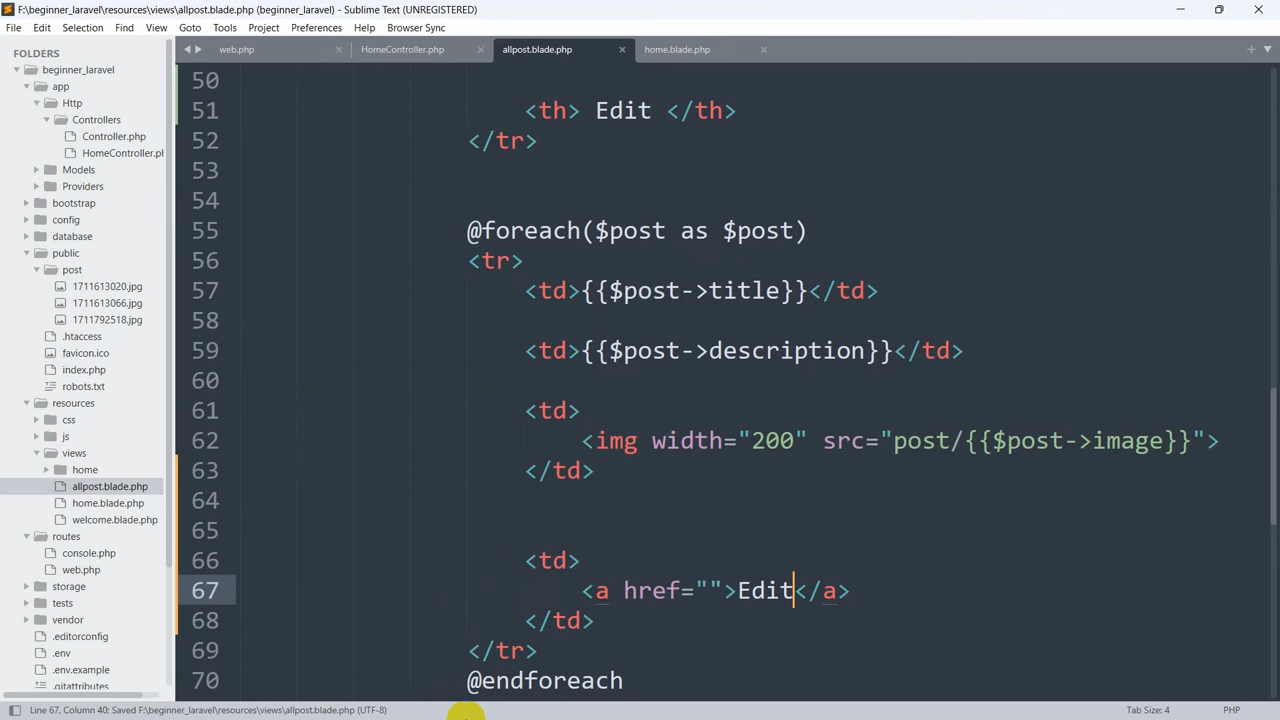 F:\beginner_laravel\resources\views\allpost.blade.php (beginner_laravel) - Sublime Text (UNREGISTERED)
File Edit Selection Find View Goto Tools Project Preferences Help Browser Sync
FOLDERS
beginner_laravel
app
Http
Controllers
Controller.php
HomeController.pl
Models
Providers
bootstrap
config
database
public
post
1711613020.jpg
1711613066.jpg
1711792518.jpg
.htaccess
favicon.ico
index.php
robots.txt
resources
css
js
views
home
allpost.blade.php
home.blade.php
welcome.blade.php
routes
console.php
web.php
storage
tests
vendor
.editorconfig
.env
.env.example
.gitattributes
web.php HomeController.php allpost.blade.php home.blade.php
50
51 <th> Edit </th>
52 </tr>
53
54
55 @foreach($post as $post)
56 <tr>
57 <td>{{$post->title}}</td>
58
59 <td>{{$post->description}}</td>
60
61 <td>
62 <img width="200" src="post/{{$post->image}}">
63 </td>
64
65
66 <td>
67 <a href="">Edit</a>
68 </td>
69 </tr>
70 @endforeach
Line 67, Column 40: Saved F:\beginner_laravel\resources\views\allpost.blade.php (UTF-8) Tab Size: 4 PHP